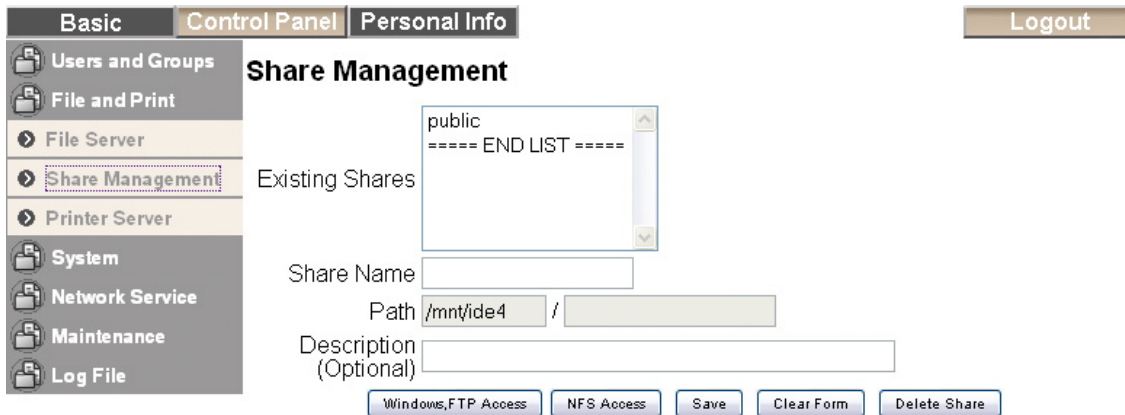 Basic Control Panel Personal Info Logout
Users and Groups
File and Print
File Server
Share Management
Printer Server
System
Network Service
Maintenance
Log File
Share Management
Existing Shares
public
===== END LIST =====
Share Name
Path /mnt/ide4 /
Description
(Optional)
Windows,FTP Access NFS Access Save Clear Form Delete Share